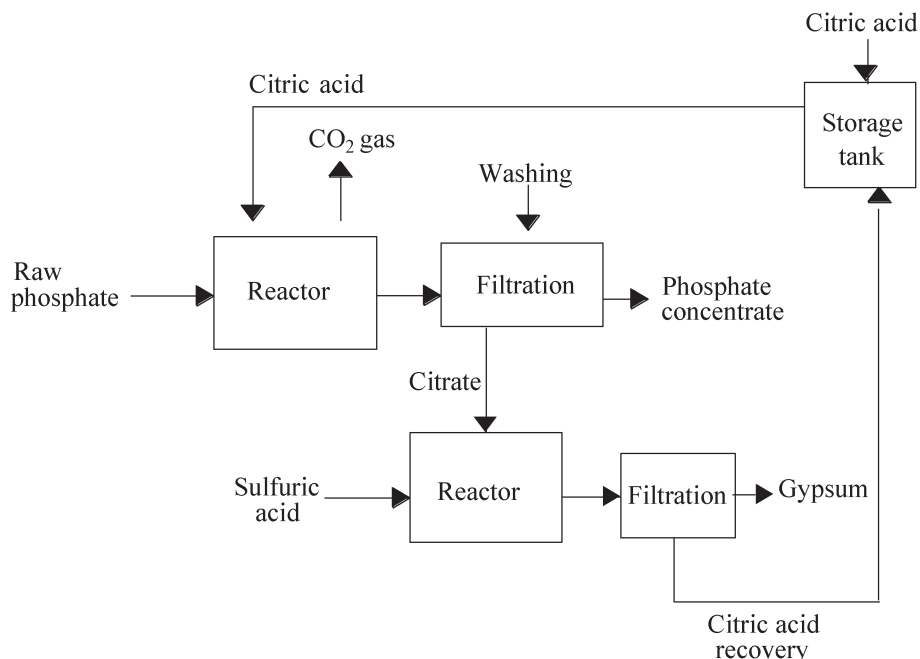 Citric acid
Citric acid
Storage
tank
CO₂ gas
Washing
Raw
phosphate
Reactor
Filtration
Phosphate
concentrate
Citrate
Sulfuric
acid
Reactor
Filtration
Gypsum
Citric acid
recovery